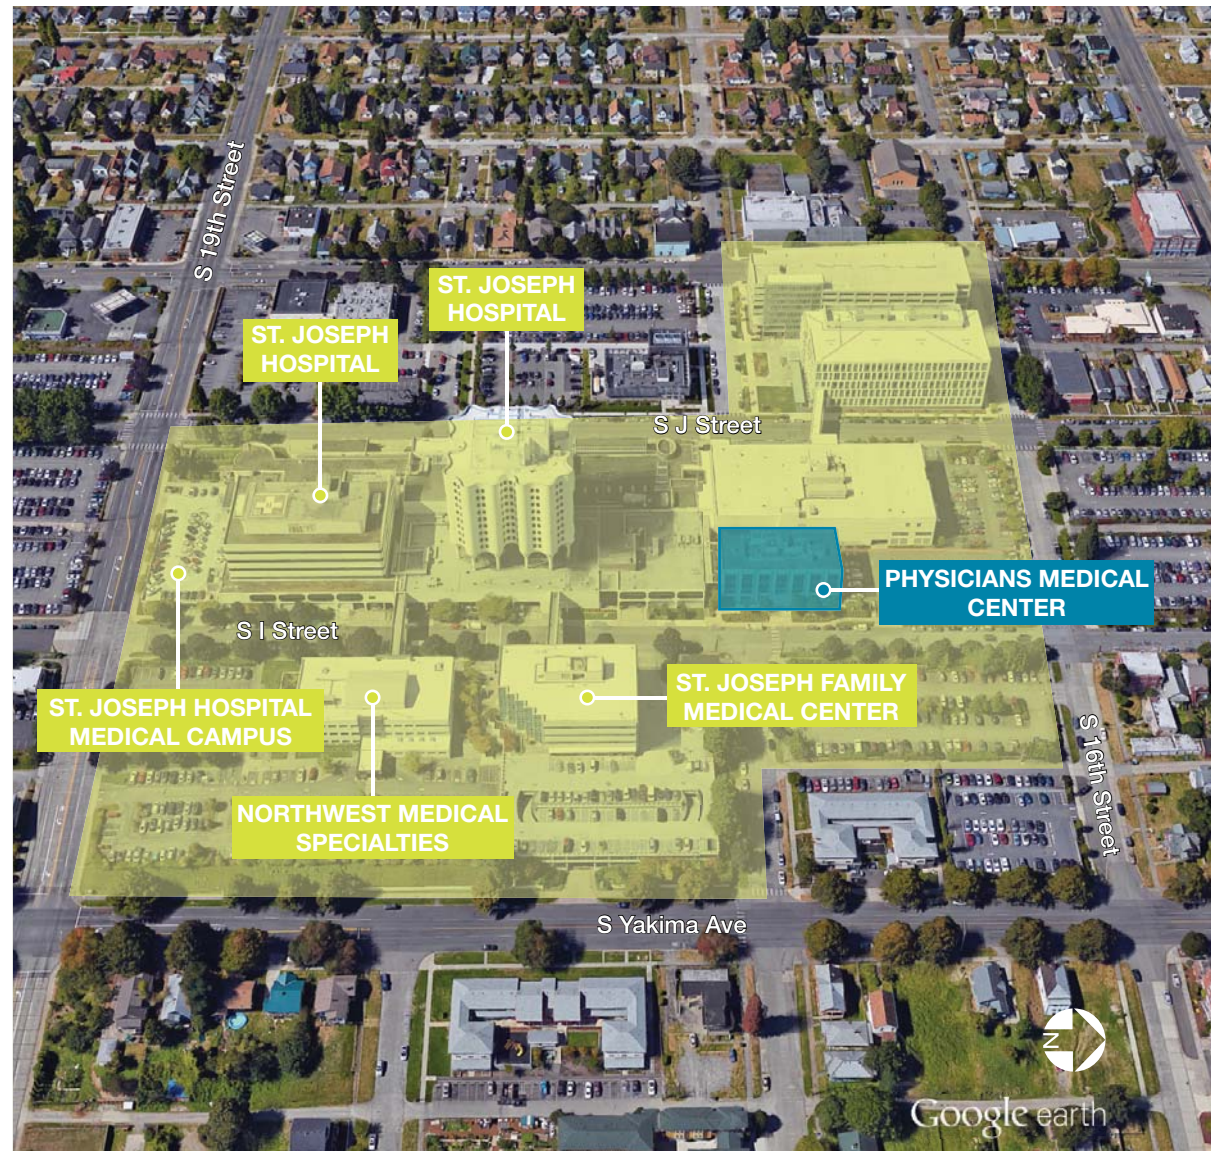 S 19th Street
ST. JOSEPH
HOSPITAL
ST. JOSEPH
HOSPITAL
S J Street
PHYSICIANS MEDICAL
CENTER
S I Street
ST. JOSEPH FAMILY
MEDICAL CENTER
ST. JOSEPH HOSPITAL
MEDICAL CAMPUS
S 16th Street
NORTHWEST MEDICAL
SPECIALTIES
S Yakima Ave
N
Google earth